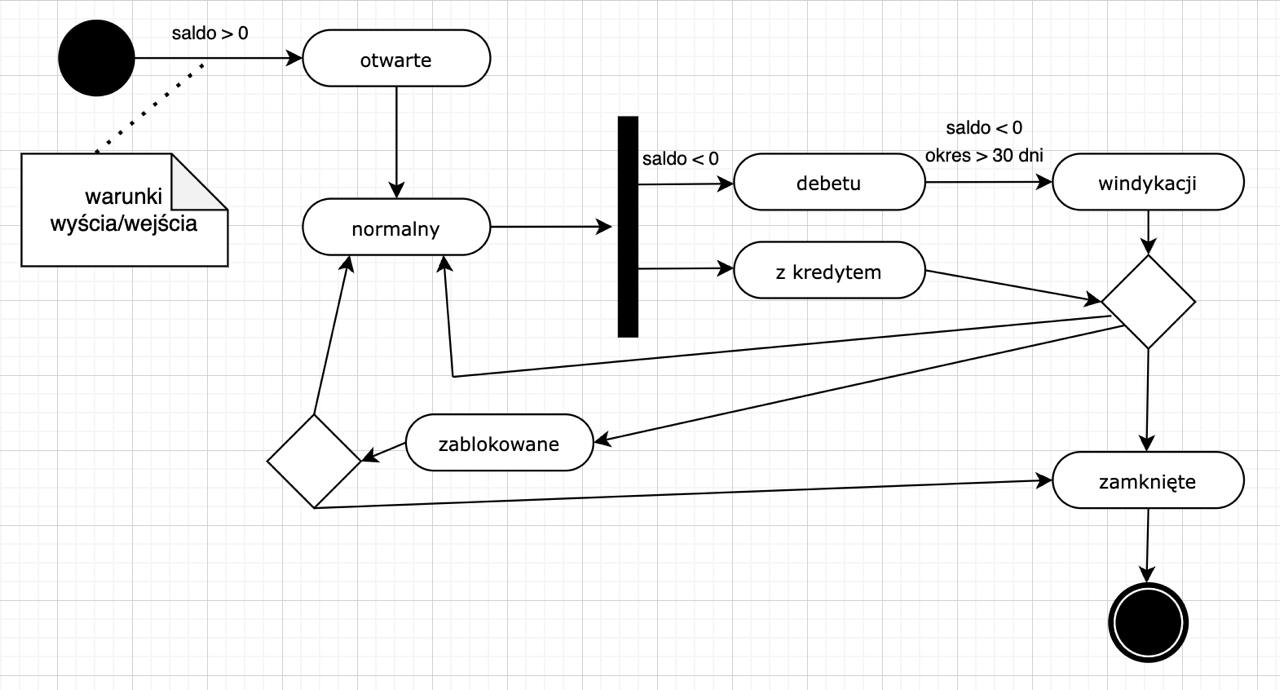 saldo > 0
otwarte
warunki
wyścia/wejścia
normalny
saldo < 0
debetu
saldo < 0
okres > 30 dni
windykacji
z kredytem
zablokowane
zamknięte